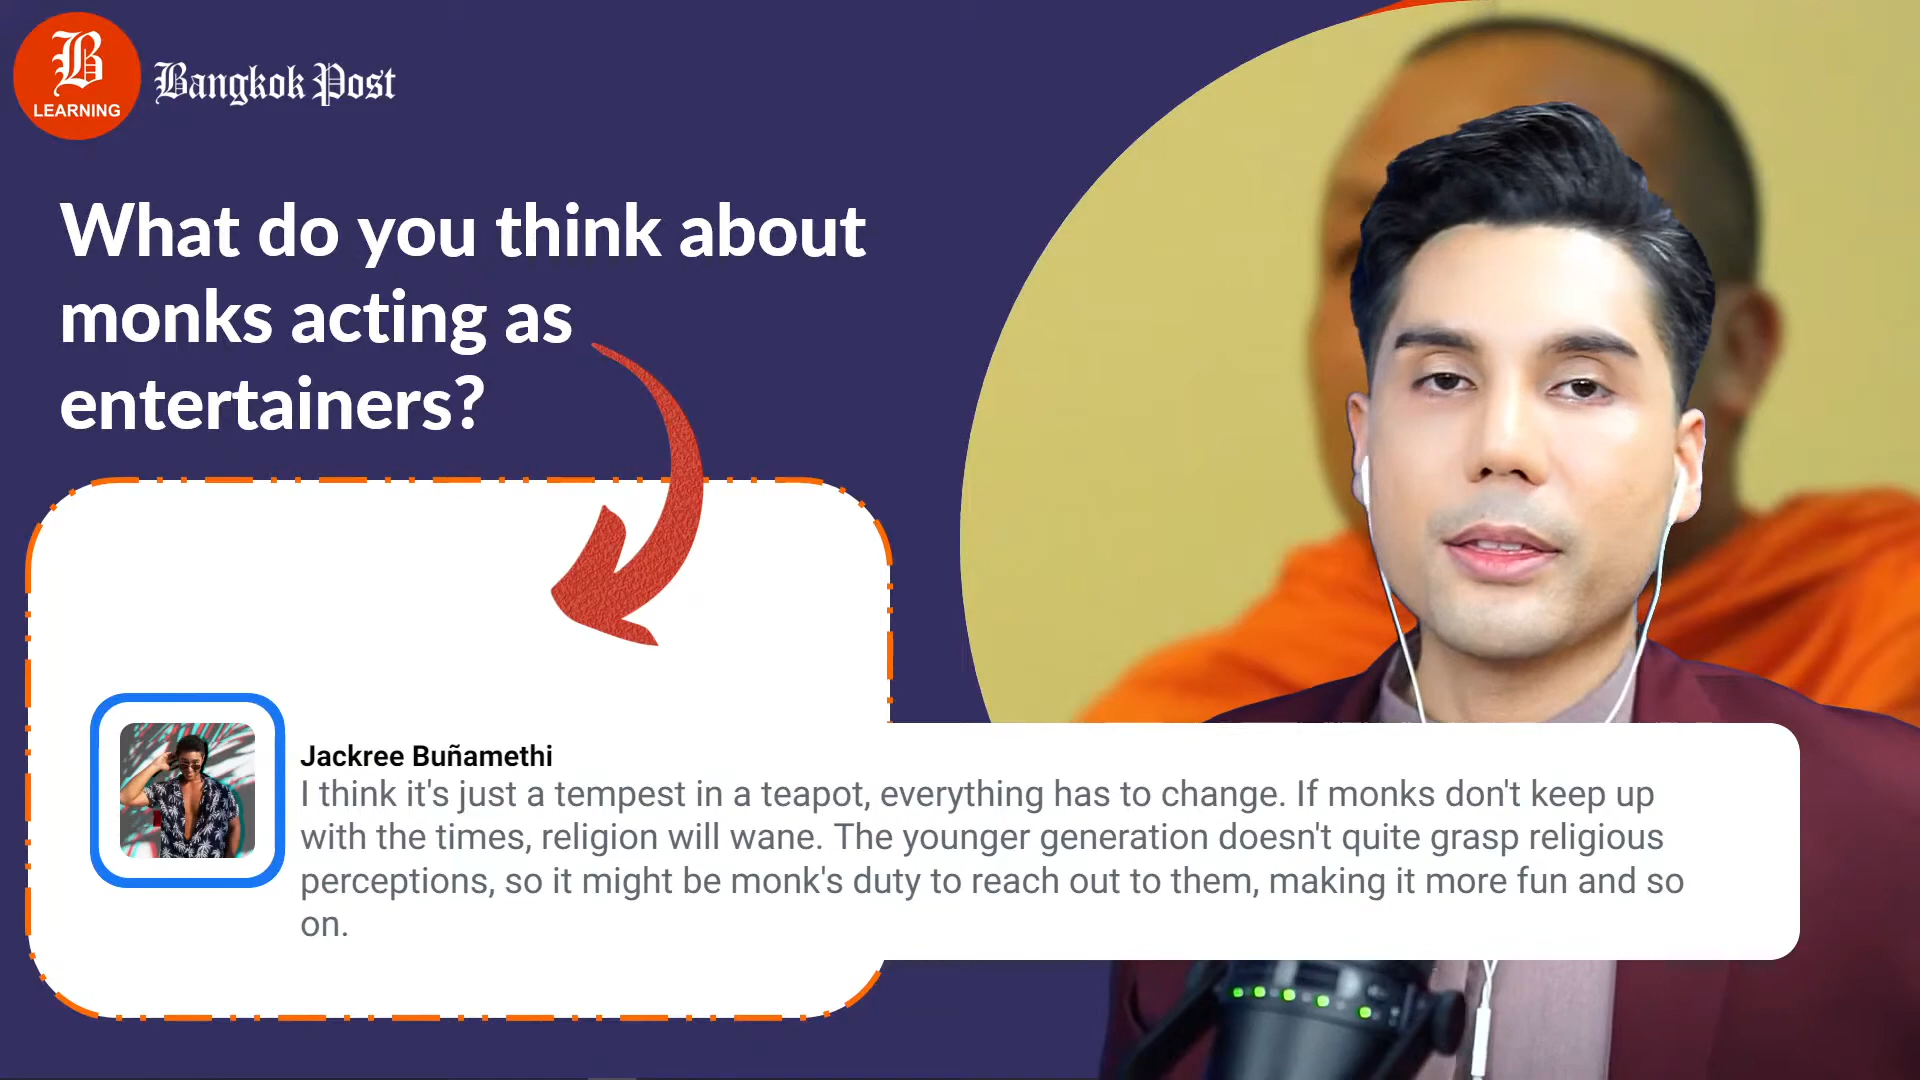 B
LEARNING
Bangkok Post
What do you think about
monks acting as
entertainers?
Jackree Buñamethi
I think it's just a tempest in a teapot, everything has to change. If monks don't keep up
with the times, religion will wane. The younger generation doesn't quite grasp religious
perceptions, so it might be monk's duty to reach out to them, making it more fun and so
on.